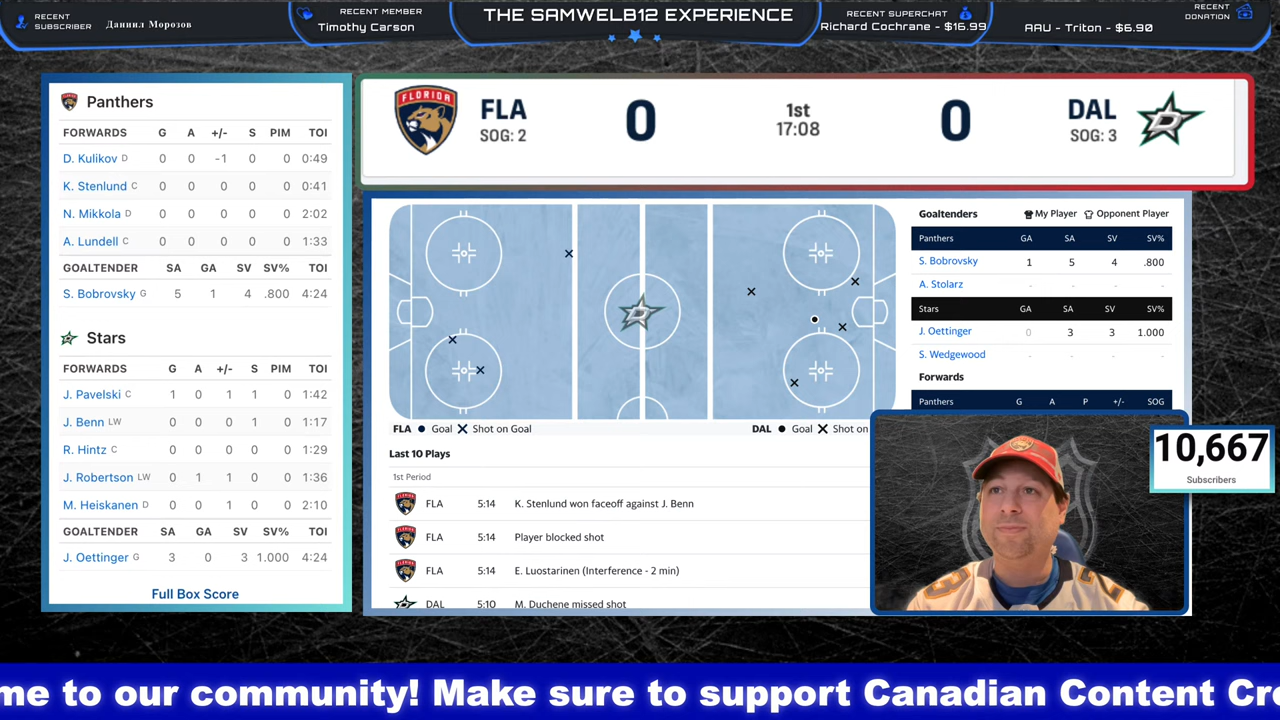 RECENT
SUBSCRIBER
Даниил Морозов
RECENT MEMBER
Timothy Carson
THE SAMWELB12 EXPERIENCE
RECENT SUPERCHAT
Richard Cochrane - $16.99
RECENT
DONATION
AAU - Triton - $6.90
Panthers
FORWARDS G A +/- S PIM TOI
D. Kulikov D 0 0 -1 0 0 0:49
K. Stenlund C 0 0 0 0 0 0:41
N. Mikkola D 0 0 0 0 0 2:02
A. Lundell C 0 0 0 0 0 1:33
GOALTENDER SA GA SV SV% TOI
S. Bobrovsky G 5 1 4 .800 4:24
Stars
FORWARDS G A +/- S PIM TOI
J. Pavelski C 1 0 1 1 0 1:42
J. Benn LW 0 0 0 1 0 1:17
R. Hintz C 0 0 0 0 0 1:29
J. Robertson LW 0 1 1 0 0 1:36
M. Heiskanen D 0 0 1 0 0 2:10
GOALTENDER SA GA SV SV% TOI
J. Oettinger G 3 0 3 1.000 4:24
Full Box Score
FLORIDA
FLA
SOG: 2
0
1st
17:08
0
DAL
SOG: 3
FLA Goal Shot on Goal
DAL Goal Shot on
Last 10 Plays
1st Period
FLA 5:14 K. Stenlund won faceoff against J. Benn
FLA 5:14 Player blocked shot
FLA 5:14 E. Luostarinen (Interference - 2 min)
DAL 5:10 M. Duchene missed shot
Goaltenders My Player Opponent Player
Panthers GA SA SV SV%
S. Bobrovsky 1 5 4 .800
A. Stolarz - - - -
Stars GA SA SV SV%
J. Oettinger 0 3 3 1.000
S. Wedgewood - - - -
Forwards
Panthers G A P +/- SOG
10,667
Subscribers
me to our community! Make sure to support Canadian Content Cre